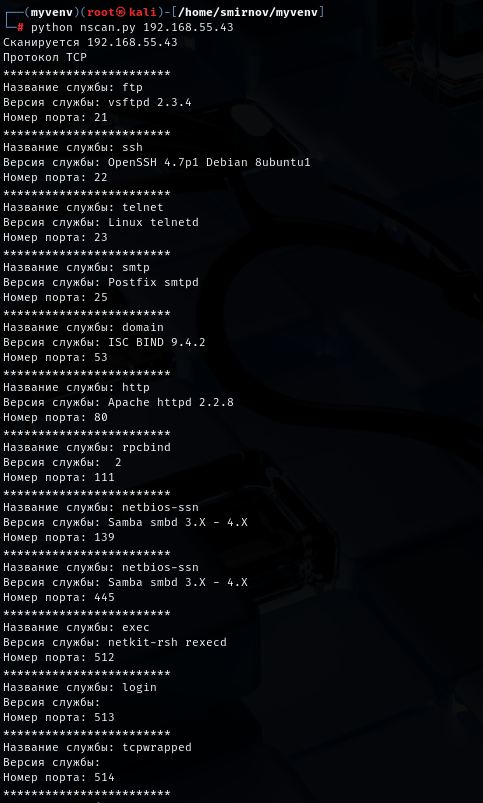 ┌──(myvenv)(root㉿kali)-[/home/smirnov/myvenv]
└─# python nscan.py 192.168.55.43
Сканируется 192.168.55.43
Протокол TCP
************************
Название службы: ftp
Версия службы: vsftpd 2.3.4
Номер порта: 21
************************
Название службы: ssh
Версия службы: OpenSSH 4.7p1 Debian 8ubuntu1
Номер порта: 22
************************
Название службы: telnet
Версия службы: Linux telnetd
Номер порта: 23
************************
Название службы: smtp
Версия службы: Postfix smtpd
Номер порта: 25
************************
Название службы: domain
Версия службы: ISC BIND 9.4.2
Номер порта: 53
************************
Название службы: http
Версия службы: Apache httpd 2.2.8
Номер порта: 80
************************
Название службы: rpcbind
Версия службы:  2
Номер порта: 111
************************
Название службы: netbios-ssn
Версия службы: Samba smbd 3.X - 4.X
Номер порта: 139
************************
Название службы: netbios-ssn
Версия службы: Samba smbd 3.X - 4.X
Номер порта: 445
************************
Название службы: exec
Версия службы: netkit-rsh rexecd
Номер порта: 512
************************
Название службы: login
Версия службы:
Номер порта: 513
************************
Название службы: tcpwrapped
Версия службы:
Номер порта: 514
************************